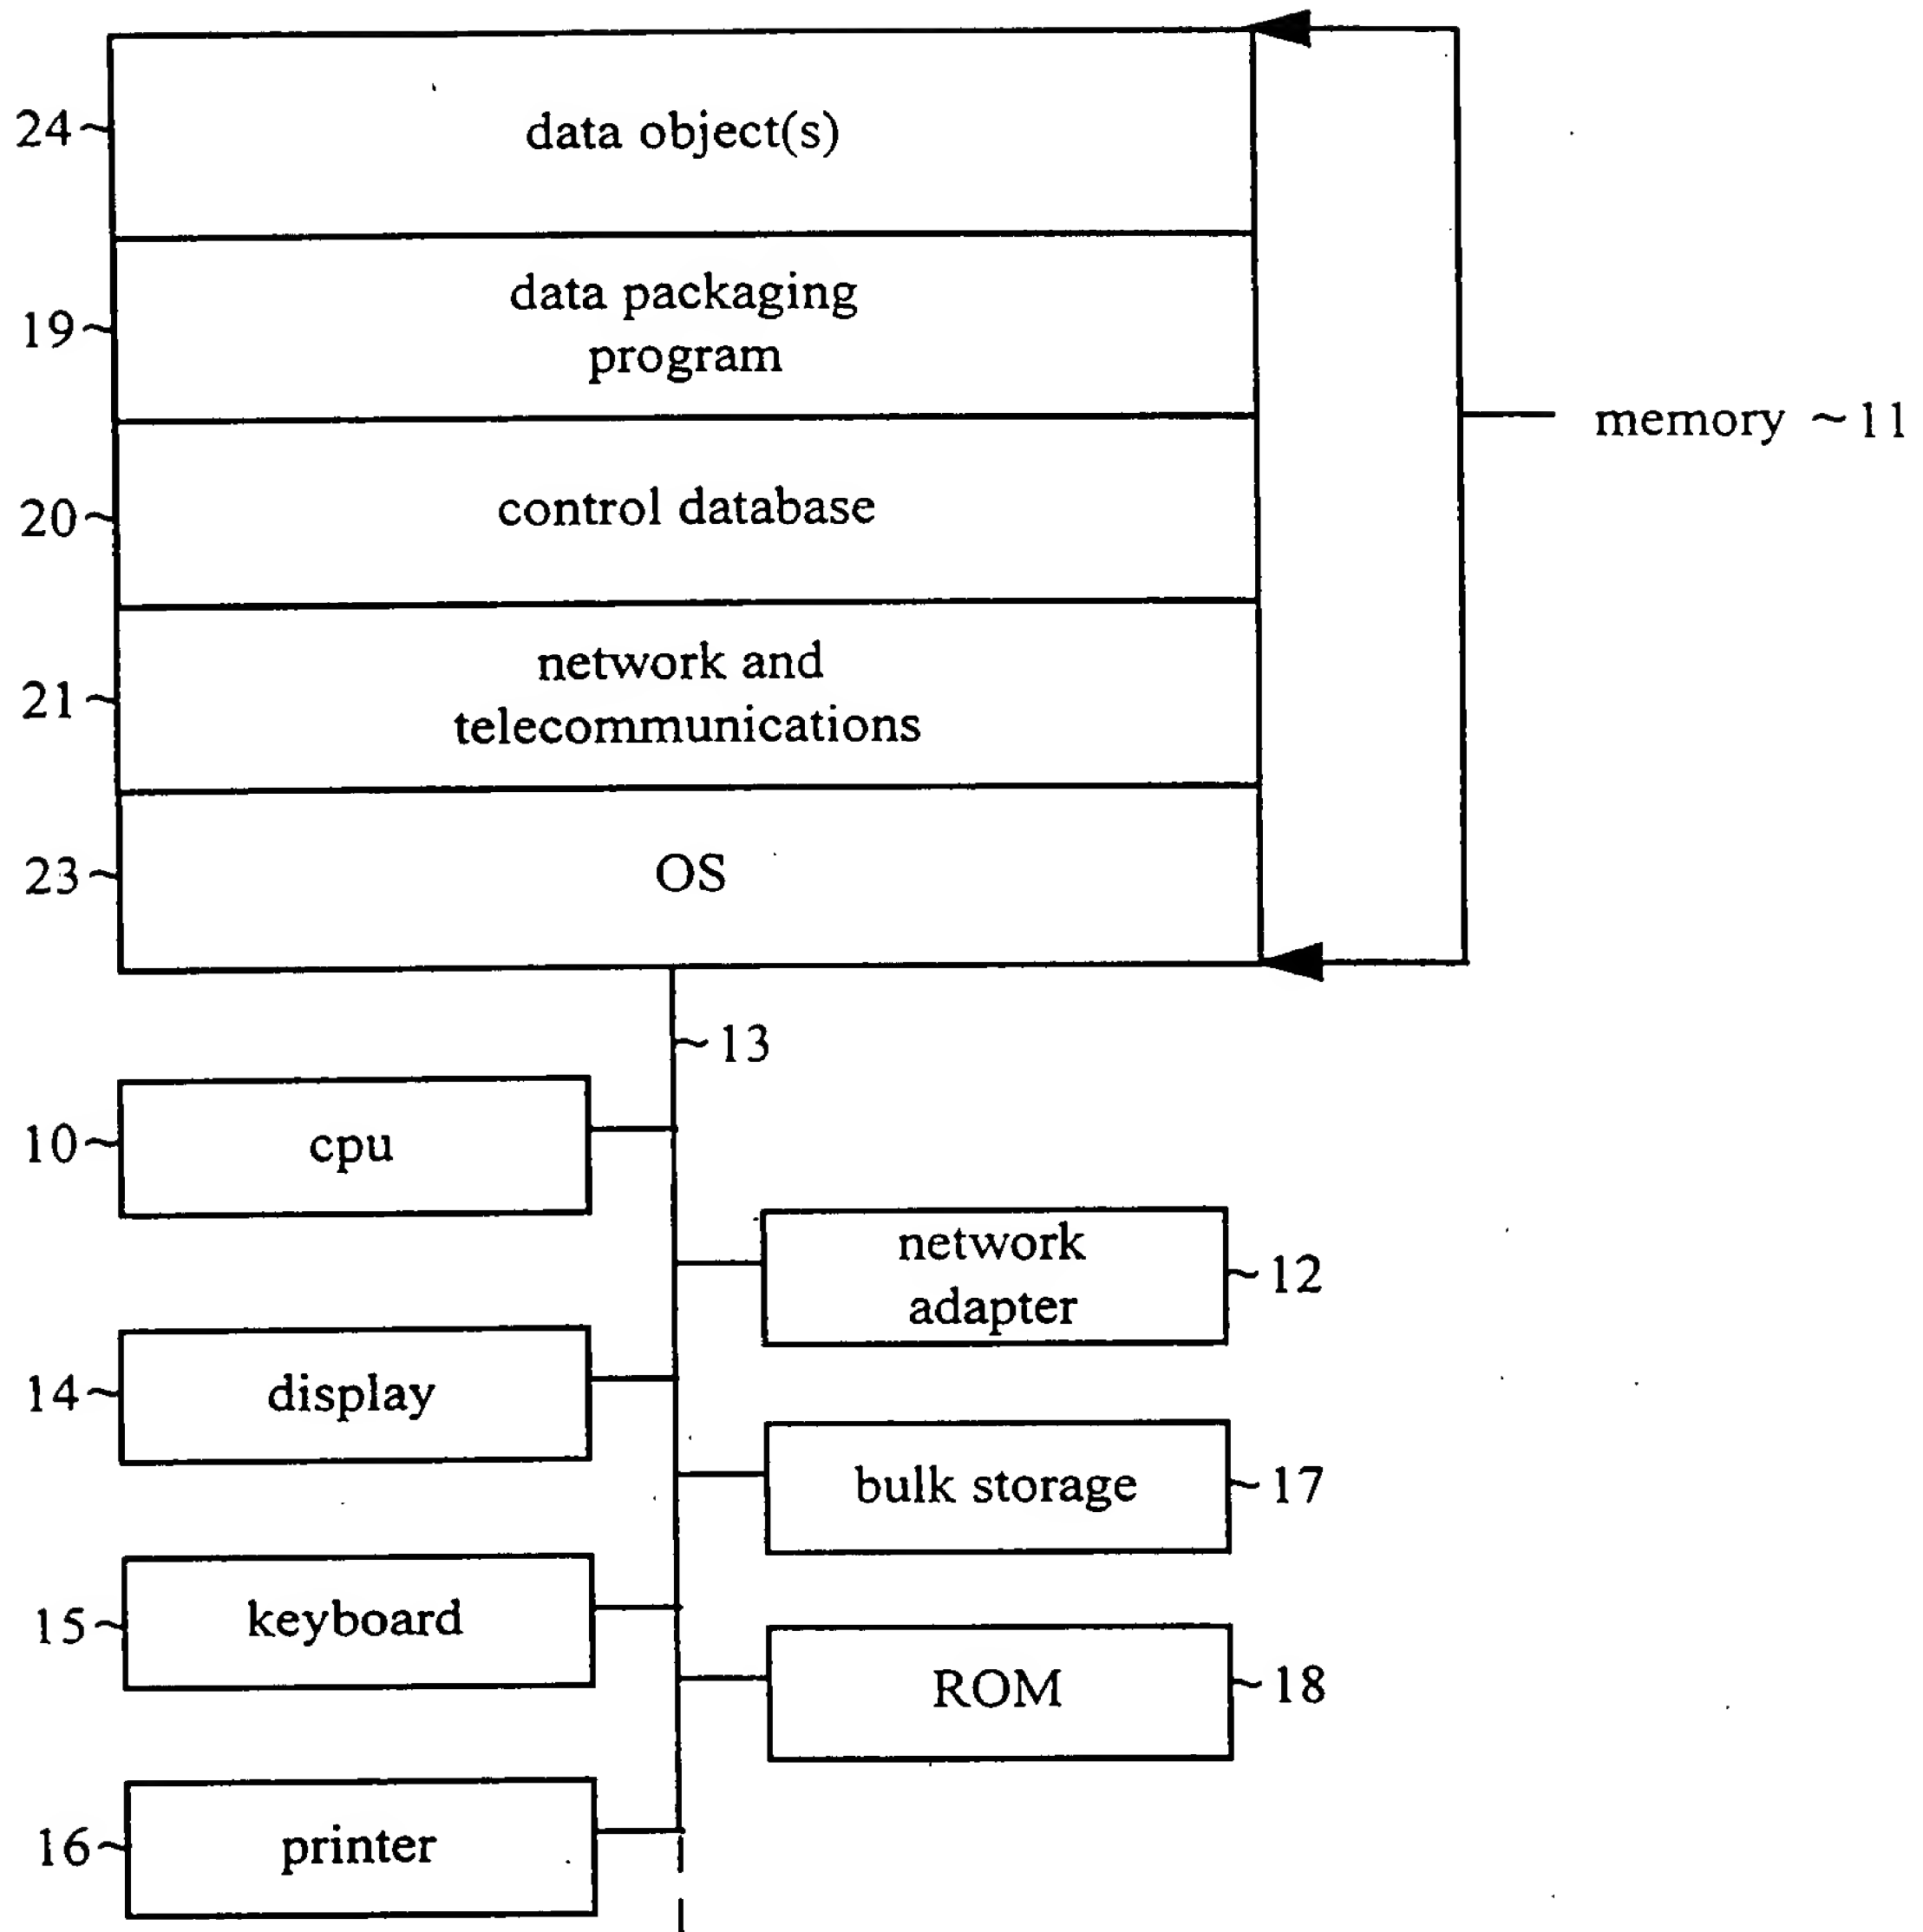 24~ data object(s)
19~ data packaging
program
memory ~11
20~ control database
21~ network and
telecommunications
23~ OS
~13
10~ cpu
network
adapter ~12
14~ display
bulk storage ~17
15~ keyboard
ROM ~18
16~ printer